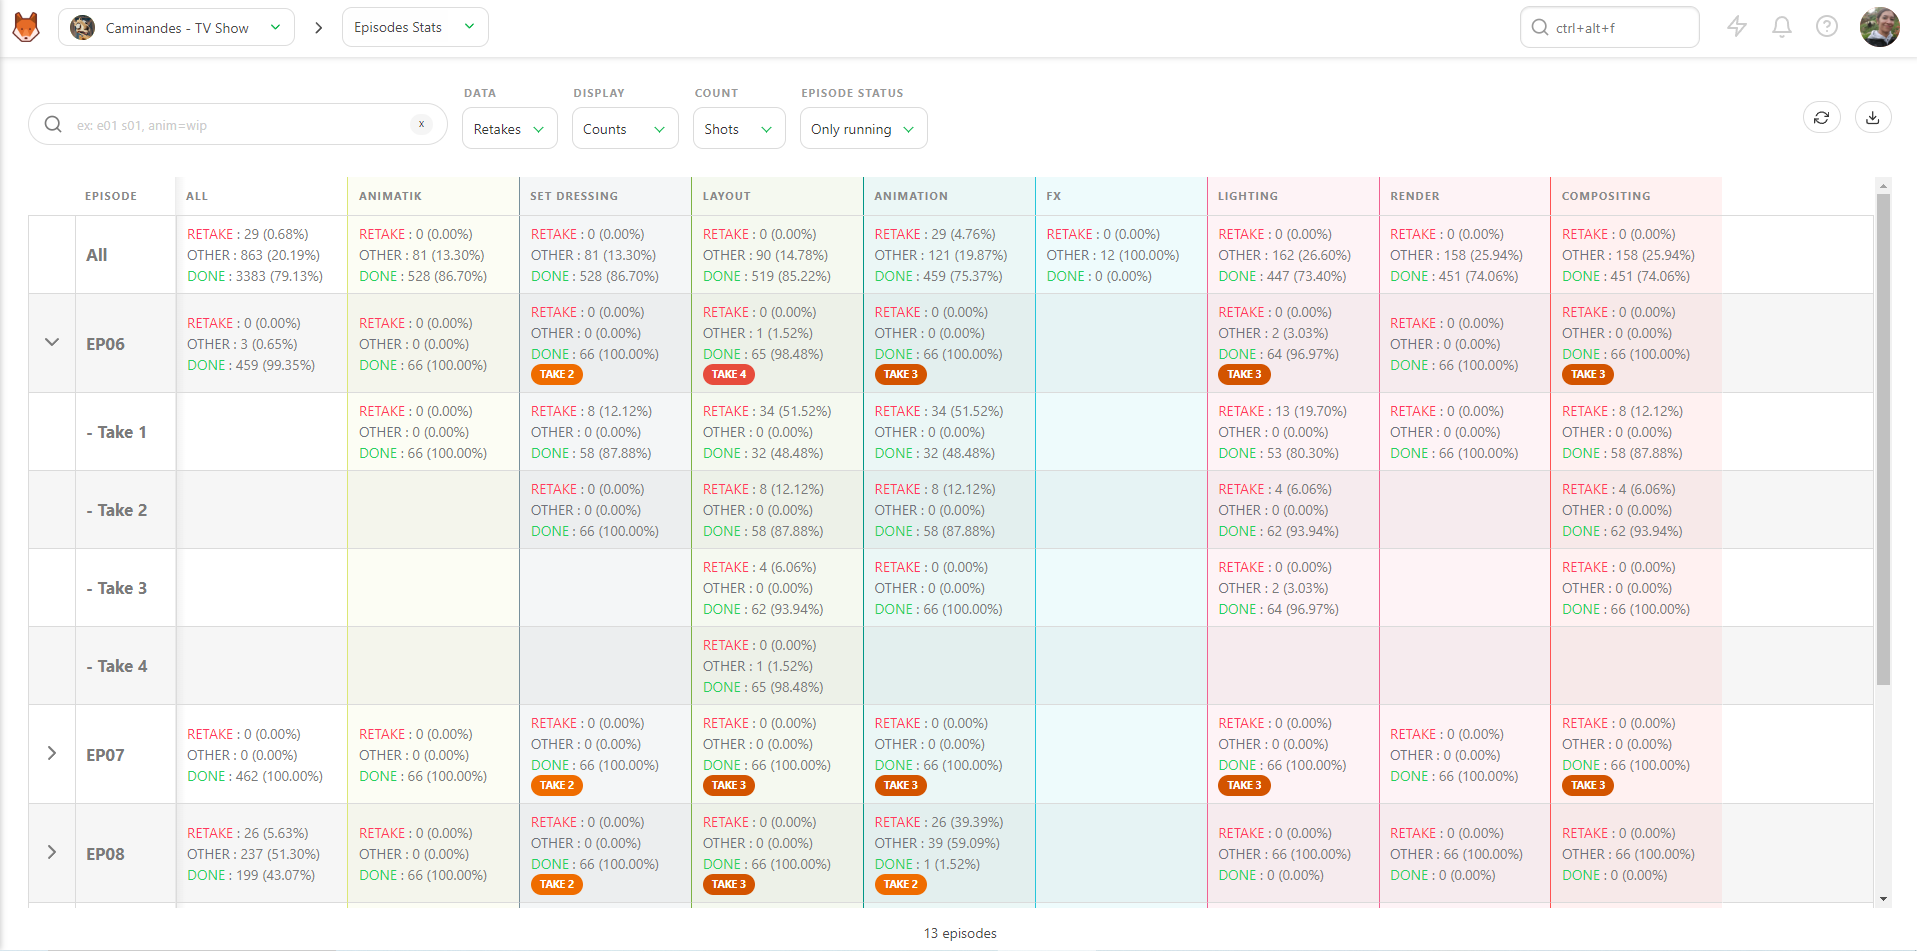 Caminandes - TV Show
Episodes Stats
ctrl+alt+f
DATA DISPLAY COUNT EPISODE STATUS
ex: e01 s01, anim=wip x Retakes Counts Shots Only running
EPISODE ALL ANIMATIK SET DRESSING LAYOUT ANIMATION FX LIGHTING RENDER COMPOSITING
All
RETAKE : 29 (0.68%)
OTHER : 863 (20.19%)
DONE : 3383 (79.13%)
RETAKE : 0 (0.00%)
OTHER : 81 (13.30%)
DONE : 528 (86.70%)
RETAKE : 0 (0.00%)
OTHER : 81 (13.30%)
DONE : 528 (86.70%)
RETAKE : 0 (0.00%)
OTHER : 90 (14.78%)
DONE : 519 (85.22%)
RETAKE : 29 (4.76%)
OTHER : 121 (19.87%)
DONE : 459 (75.37%)
RETAKE : 0 (0.00%)
OTHER : 12 (100.00%)
DONE : 0 (0.00%)
RETAKE : 0 (0.00%)
OTHER : 162 (26.60%)
DONE : 447 (73.40%)
RETAKE : 0 (0.00%)
OTHER : 158 (25.94%)
DONE : 451 (74.06%)
RETAKE : 0 (0.00%)
OTHER : 158 (25.94%)
DONE : 451 (74.06%)
EP06
RETAKE : 0 (0.00%)
OTHER : 3 (0.65%)
DONE : 459 (99.35%)
RETAKE : 0 (0.00%)
OTHER : 0 (0.00%)
DONE : 66 (100.00%)
RETAKE : 0 (0.00%)
OTHER : 0 (0.00%)
DONE : 66 (100.00%)
TAKE 2
RETAKE : 0 (0.00%)
OTHER : 1 (1.52%)
DONE : 65 (98.48%)
TAKE 4
RETAKE : 0 (0.00%)
OTHER : 0 (0.00%)
DONE : 66 (100.00%)
TAKE 3
RETAKE : 0 (0.00%)
OTHER : 2 (3.03%)
DONE : 64 (96.97%)
TAKE 3
RETAKE : 0 (0.00%)
OTHER : 0 (0.00%)
DONE : 66 (100.00%)
RETAKE : 0 (0.00%)
OTHER : 0 (0.00%)
DONE : 66 (100.00%)
TAKE 3
- Take 1
RETAKE : 0 (0.00%)
OTHER : 0 (0.00%)
DONE : 66 (100.00%)
RETAKE : 8 (12.12%)
OTHER : 0 (0.00%)
DONE : 58 (87.88%)
RETAKE : 34 (51.52%)
OTHER : 0 (0.00%)
DONE : 32 (48.48%)
RETAKE : 34 (51.52%)
OTHER : 0 (0.00%)
DONE : 32 (48.48%)
RETAKE : 13 (19.70%)
OTHER : 0 (0.00%)
DONE : 53 (80.30%)
RETAKE : 0 (0.00%)
OTHER : 0 (0.00%)
DONE : 66 (100.00%)
RETAKE : 8 (12.12%)
OTHER : 0 (0.00%)
DONE : 58 (87.88%)
- Take 2
RETAKE : 0 (0.00%)
OTHER : 0 (0.00%)
DONE : 66 (100.00%)
RETAKE : 8 (12.12%)
OTHER : 0 (0.00%)
DONE : 58 (87.88%)
RETAKE : 8 (12.12%)
OTHER : 0 (0.00%)
DONE : 58 (87.88%)
RETAKE : 4 (6.06%)
OTHER : 0 (0.00%)
DONE : 62 (93.94%)
RETAKE : 4 (6.06%)
OTHER : 0 (0.00%)
DONE : 62 (93.94%)
- Take 3
RETAKE : 4 (6.06%)
OTHER : 0 (0.00%)
DONE : 62 (93.94%)
RETAKE : 0 (0.00%)
OTHER : 0 (0.00%)
DONE : 66 (100.00%)
RETAKE : 0 (0.00%)
OTHER : 2 (3.03%)
DONE : 64 (96.97%)
RETAKE : 0 (0.00%)
OTHER : 0 (0.00%)
DONE : 66 (100.00%)
- Take 4
RETAKE : 0 (0.00%)
OTHER : 1 (1.52%)
DONE : 65 (98.48%)
EP07
RETAKE : 0 (0.00%)
OTHER : 0 (0.00%)
DONE : 462 (100.00%)
RETAKE : 0 (0.00%)
OTHER : 0 (0.00%)
DONE : 66 (100.00%)
RETAKE : 0 (0.00%)
OTHER : 0 (0.00%)
DONE : 66 (100.00%)
TAKE 2
RETAKE : 0 (0.00%)
OTHER : 0 (0.00%)
DONE : 66 (100.00%)
TAKE 3
RETAKE : 0 (0.00%)
OTHER : 0 (0.00%)
DONE : 66 (100.00%)
TAKE 3
RETAKE : 0 (0.00%)
OTHER : 0 (0.00%)
DONE : 66 (100.00%)
TAKE 3
RETAKE : 0 (0.00%)
OTHER : 0 (0.00%)
DONE : 66 (100.00%)
RETAKE : 0 (0.00%)
OTHER : 0 (0.00%)
DONE : 66 (100.00%)
TAKE 3
EP08
RETAKE : 26 (5.63%)
OTHER : 237 (51.30%)
DONE : 199 (43.07%)
RETAKE : 0 (0.00%)
OTHER : 0 (0.00%)
DONE : 66 (100.00%)
RETAKE : 0 (0.00%)
OTHER : 0 (0.00%)
DONE : 66 (100.00%)
TAKE 2
RETAKE : 0 (0.00%)
OTHER : 0 (0.00%)
DONE : 66 (100.00%)
TAKE 3
RETAKE : 26 (39.39%)
OTHER : 39 (59.09%)
DONE : 1 (1.52%)
TAKE 2
RETAKE : 0 (0.00%)
OTHER : 66 (100.00%)
DONE : 0 (0.00%)
RETAKE : 0 (0.00%)
OTHER : 66 (100.00%)
DONE : 0 (0.00%)
RETAKE : 0 (0.00%)
OTHER : 66 (100.00%)
DONE : 0 (0.00%)
13 episodes